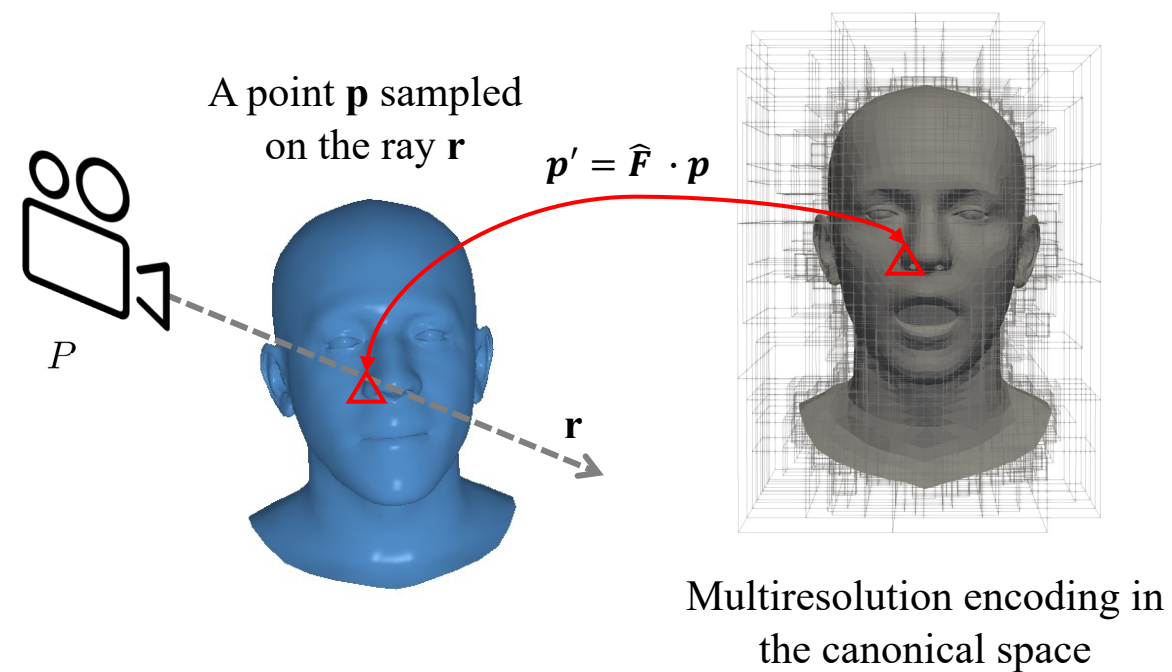 A point p sampled
on the ray r
p′ = F̂ · p
P
r
Multiresolution encoding in
the canonical space